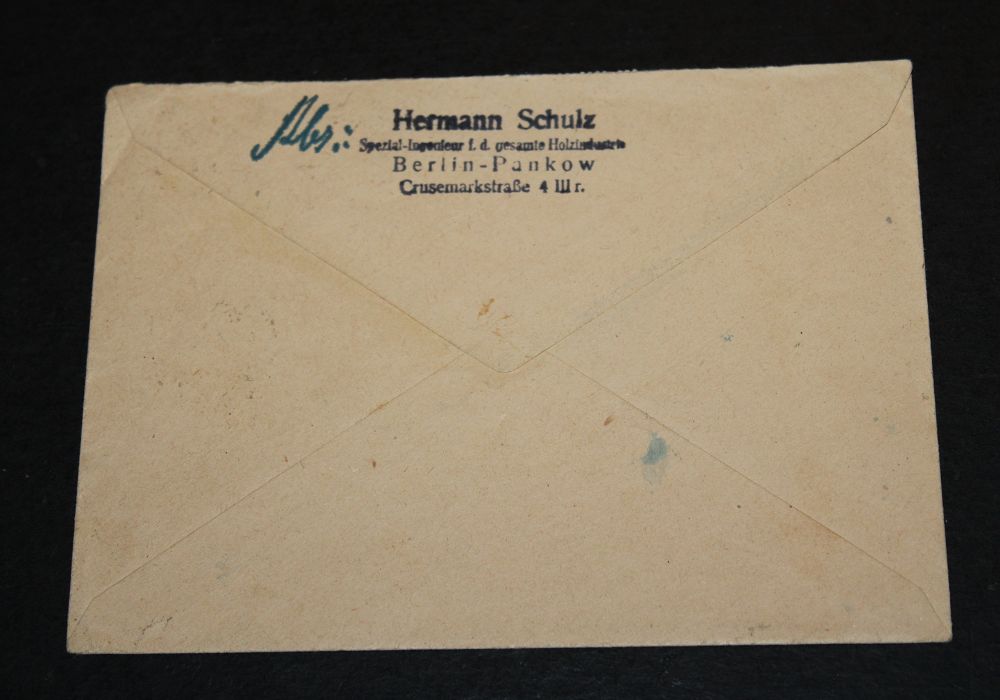 Abs.: Hermann Schulz
Spezial-Ingenieur f. d. gesamte Holzindustrie
Berlin-Pankow
Crusemarkstraße 4 III r.